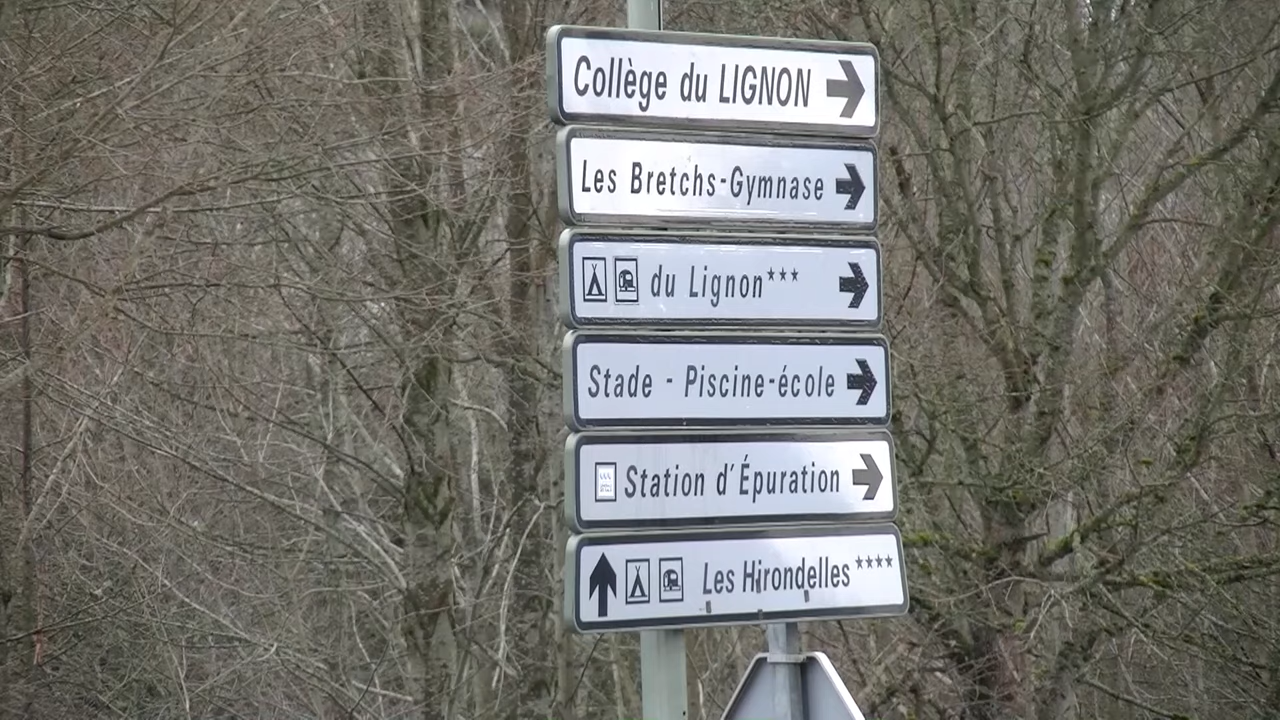 Collège du LIGNON
Les Bretchs-Gymnase
du Lignon***
Stade - Piscine-école
Station d'Épuration
Les Hirondelles****